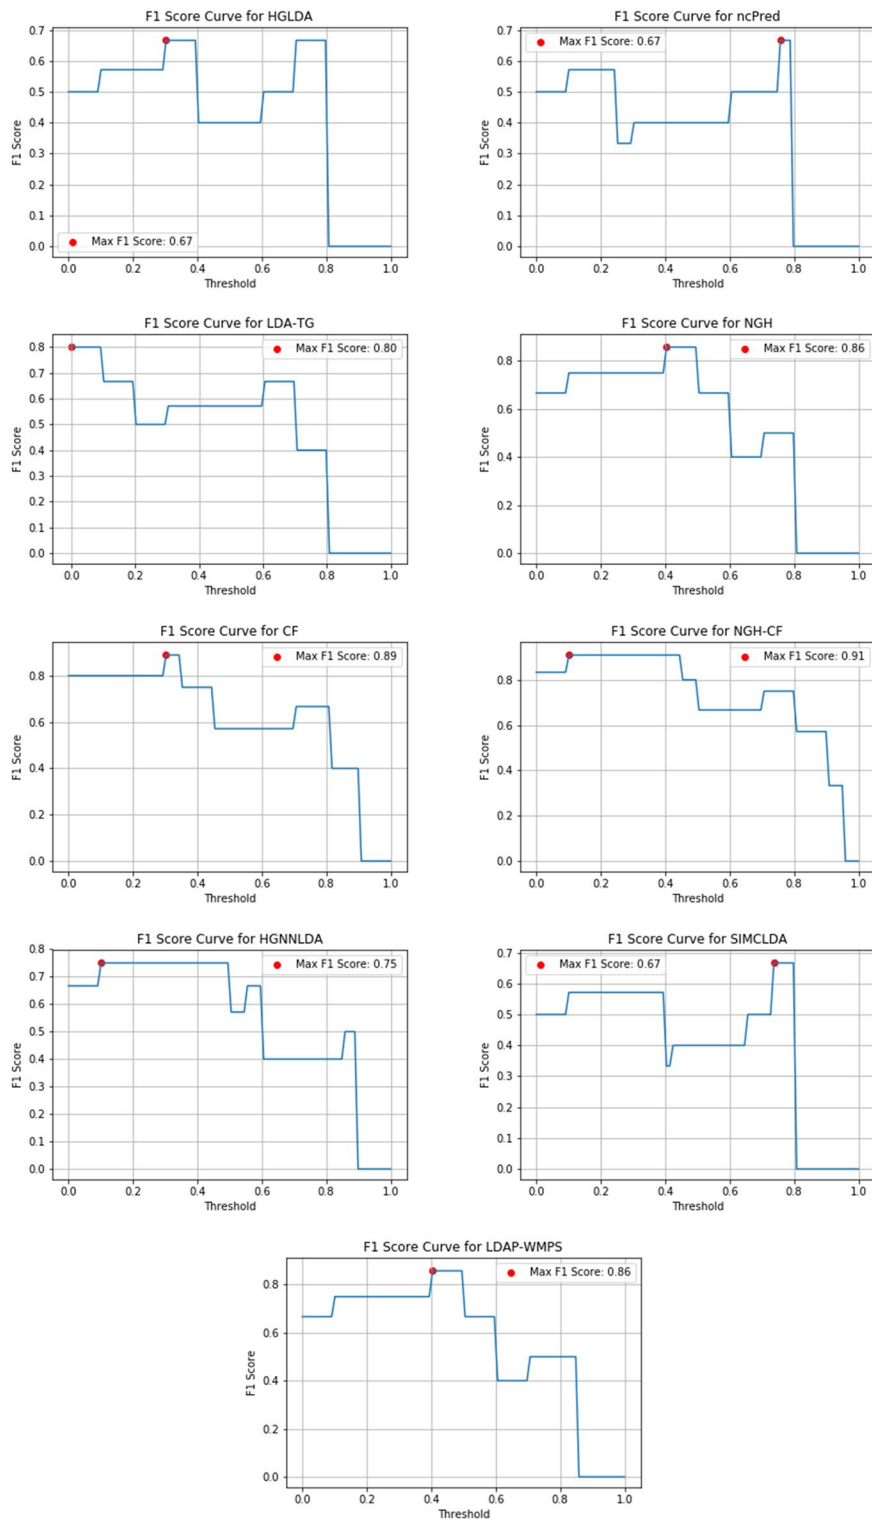 F1 Score Curve for HGLDA
0.7
0.6
0.5
0.4
0.3
0.2
0.1
0.0
F1 Score
Max F1 Score: 0.67
0.0 0.2 0.4 0.6 0.8 1.0
Threshold
F1 Score Curve for ncPred
0.7
0.6
0.5
0.4
0.3
0.2
0.1
0.0
F1 Score
Max F1 Score: 0.67
0.0 0.2 0.4 0.6 0.8 1.0
Threshold
F1 Score Curve for LDA-TG
0.8
0.7
0.6
0.5
0.4
0.3
0.2
0.1
0.0
F1 Score
Max F1 Score: 0.80
0.0 0.2 0.4 0.6 0.8 1.0
Threshold
F1 Score Curve for NGH
0.8
0.6
0.4
0.2
0.0
F1 Score
Max F1 Score: 0.86
0.0 0.2 0.4 0.6 0.8 1.0
Threshold
F1 Score Curve for CF
0.8
0.6
0.4
0.2
0.0
F1 Score
Max F1 Score: 0.89
0.0 0.2 0.4 0.6 0.8 1.0
Threshold
F1 Score Curve for NGH-CF
0.8
0.6
0.4
0.2
0.0
F1 Score
Max F1 Score: 0.91
0.0 0.2 0.4 0.6 0.8 1.0
Threshold
F1 Score Curve for HGNNLDA
0.8
0.7
0.6
0.5
0.4
0.3
0.2
0.1
0.0
F1 Score
Max F1 Score: 0.75
0.0 0.2 0.4 0.6 0.8 1.0
Threshold
F1 Score Curve for SIMCLDA
0.7
0.6
0.5
0.4
0.3
0.2
0.1
0.0
F1 Score
Max F1 Score: 0.67
0.0 0.2 0.4 0.6 0.8 1.0
Threshold
F1 Score Curve for LDAP-WMPS
0.8
0.6
0.4
0.2
0.0
F1 Score
Max F1 Score: 0.86
0.0 0.2 0.4 0.6 0.8 1.0
Threshold